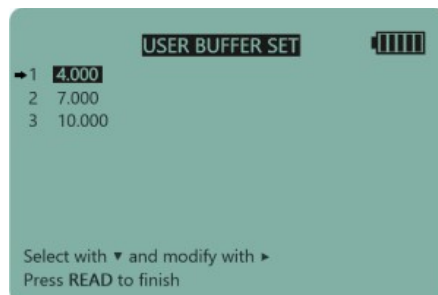 USER BUFFER SET
➡1 4.000
2 7.000
3 10.000
Select with ▼ and modify with ►
Press READ to finish